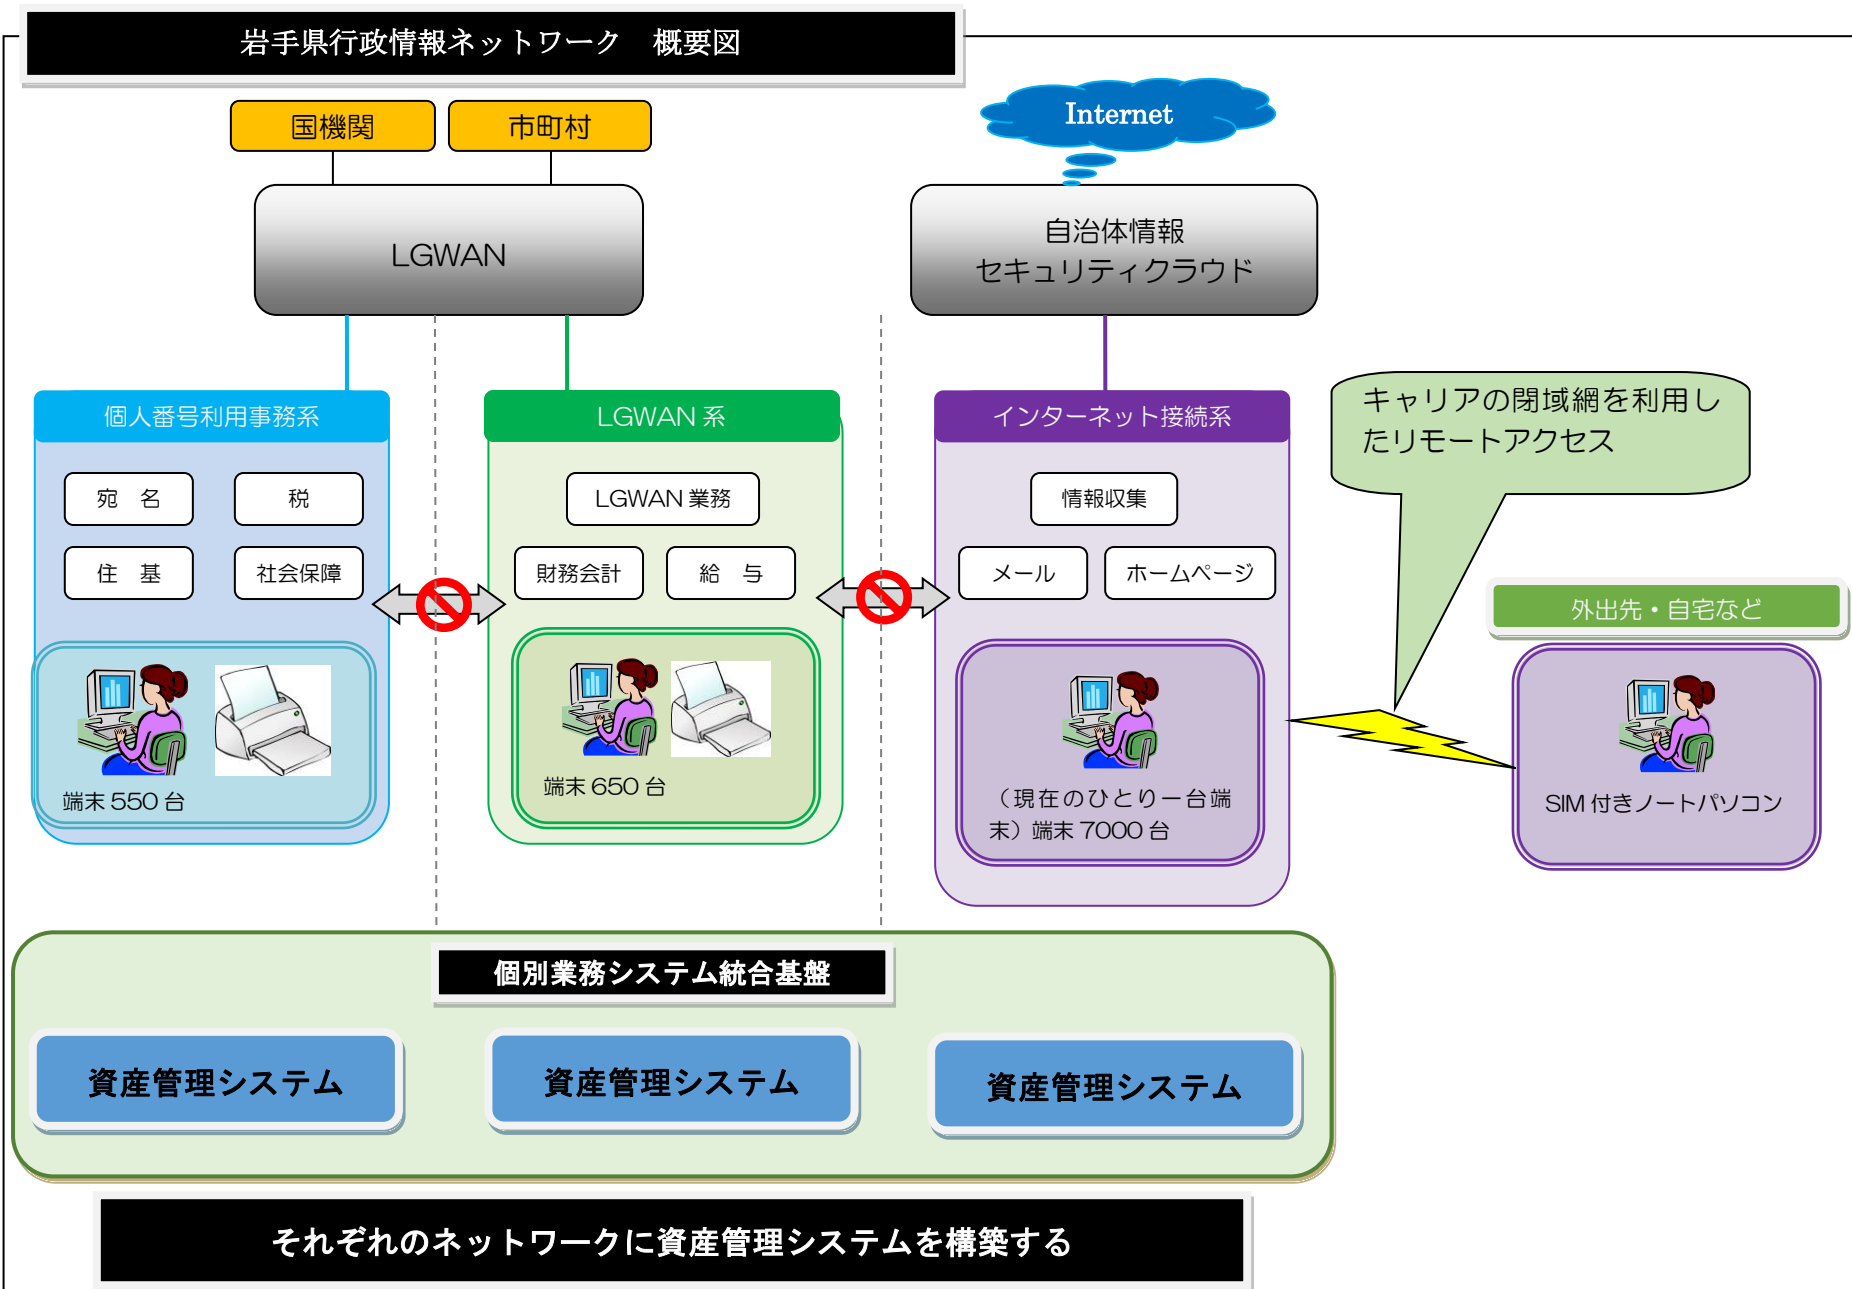 岩手県行政情報ネットワーク　概要図
国機関
市町村
Internet
LGWAN
自治体情報
セキュリティクラウド
個人番号利用事務系
LGWAN 系
インターネット接続系
キャリアの閉域網を利用し
たリモートアクセス
宛　名
税
LGWAN 業務
情報収集
住　基
社会保障
財務会計
給　与
メール
ホームページ
外出先・自宅など
端末 550 台
端末 650 台
（現在のひとり一台端
末）端末 7000 台
SIM 付きノートパソコン
個別業務システム統合基盤
資産管理システム
資産管理システム
資産管理システム
それぞれのネットワークに資産管理システムを構築する